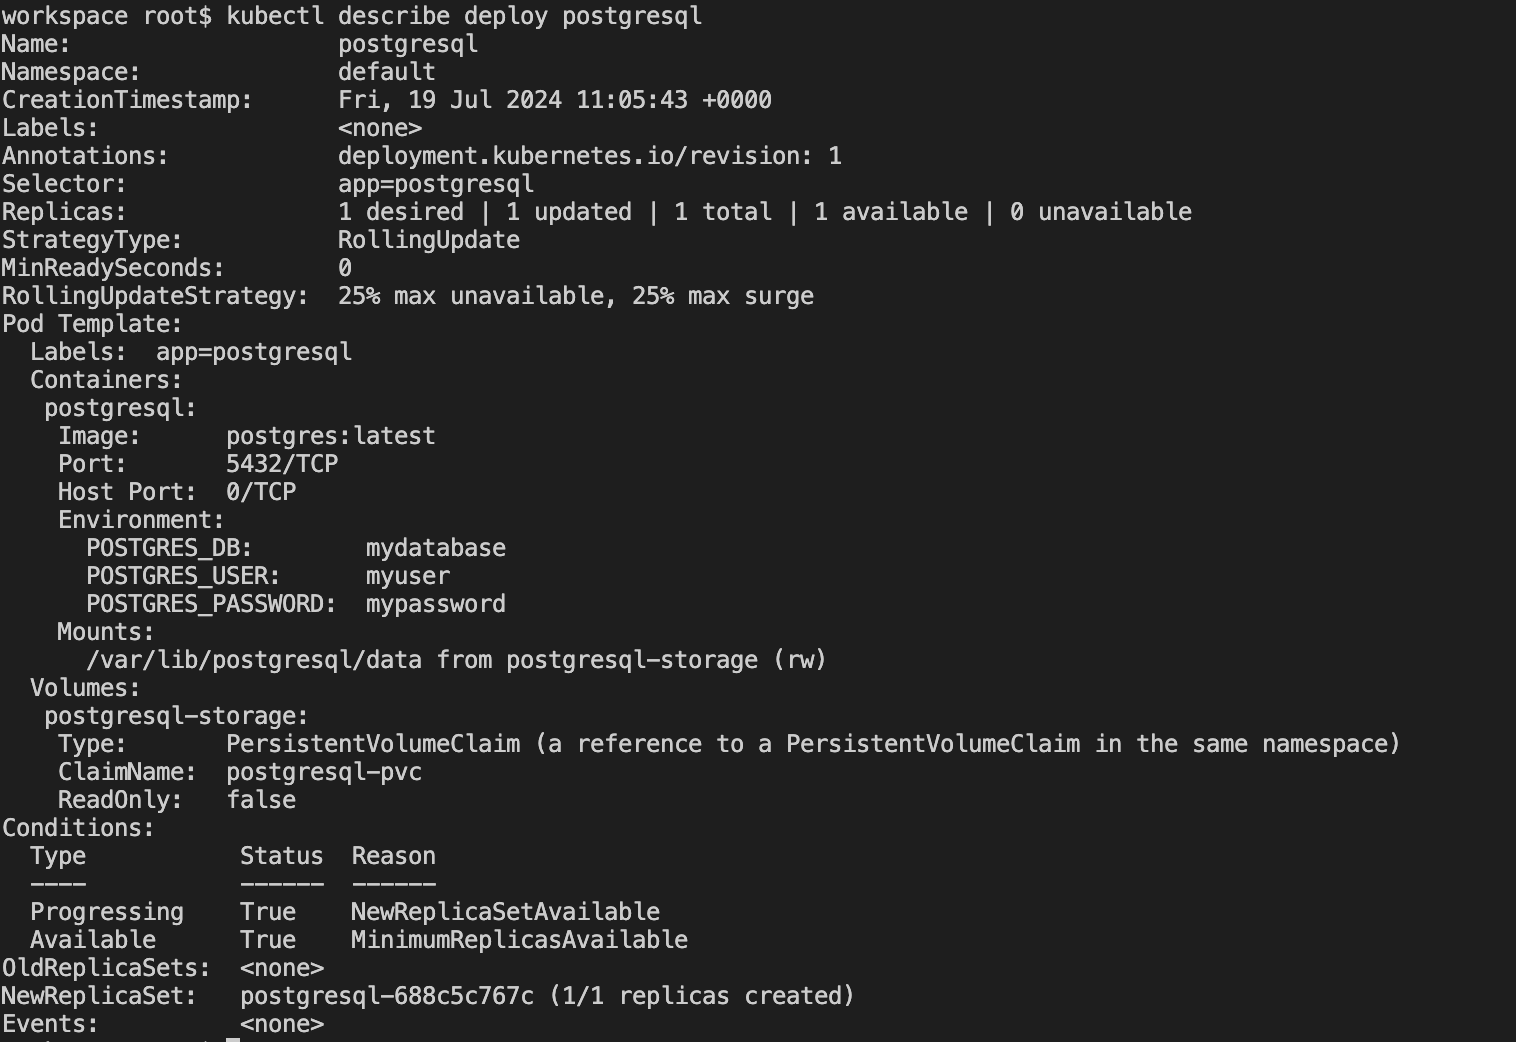 workspace root$ kubectl describe deploy postgresql
Name:                   postgresql
Namespace:              default
CreationTimestamp:      Fri, 19 Jul 2024 11:05:43 +0000
Labels:                 <none>
Annotations:            deployment.kubernetes.io/revision: 1
Selector:               app=postgresql
Replicas:               1 desired | 1 updated | 1 total | 1 available | 0 unavailable
StrategyType:           RollingUpdate
MinReadySeconds:        0
RollingUpdateStrategy:  25% max unavailable, 25% max surge
Pod Template:
  Labels:  app=postgresql
  Containers:
   postgresql:
    Image:      postgres:latest
    Port:       5432/TCP
    Host Port:  0/TCP
    Environment:
      POSTGRES_DB:        mydatabase
      POSTGRES_USER:      myuser
      POSTGRES_PASSWORD:  mypassword
    Mounts:
      /var/lib/postgresql/data from postgresql-storage (rw)
  Volumes:
   postgresql-storage:
    Type:       PersistentVolumeClaim (a reference to a PersistentVolumeClaim in the same namespace)
    ClaimName:  postgresql-pvc
    ReadOnly:   false
Conditions:
  Type           Status  Reason
  ----           ------  ------
  Progressing    True    NewReplicaSetAvailable
  Available      True    MinimumReplicasAvailable
OldReplicaSets:  <none>
NewReplicaSet:   postgresql-688c5c767c (1/1 replicas created)
Events:          <none>